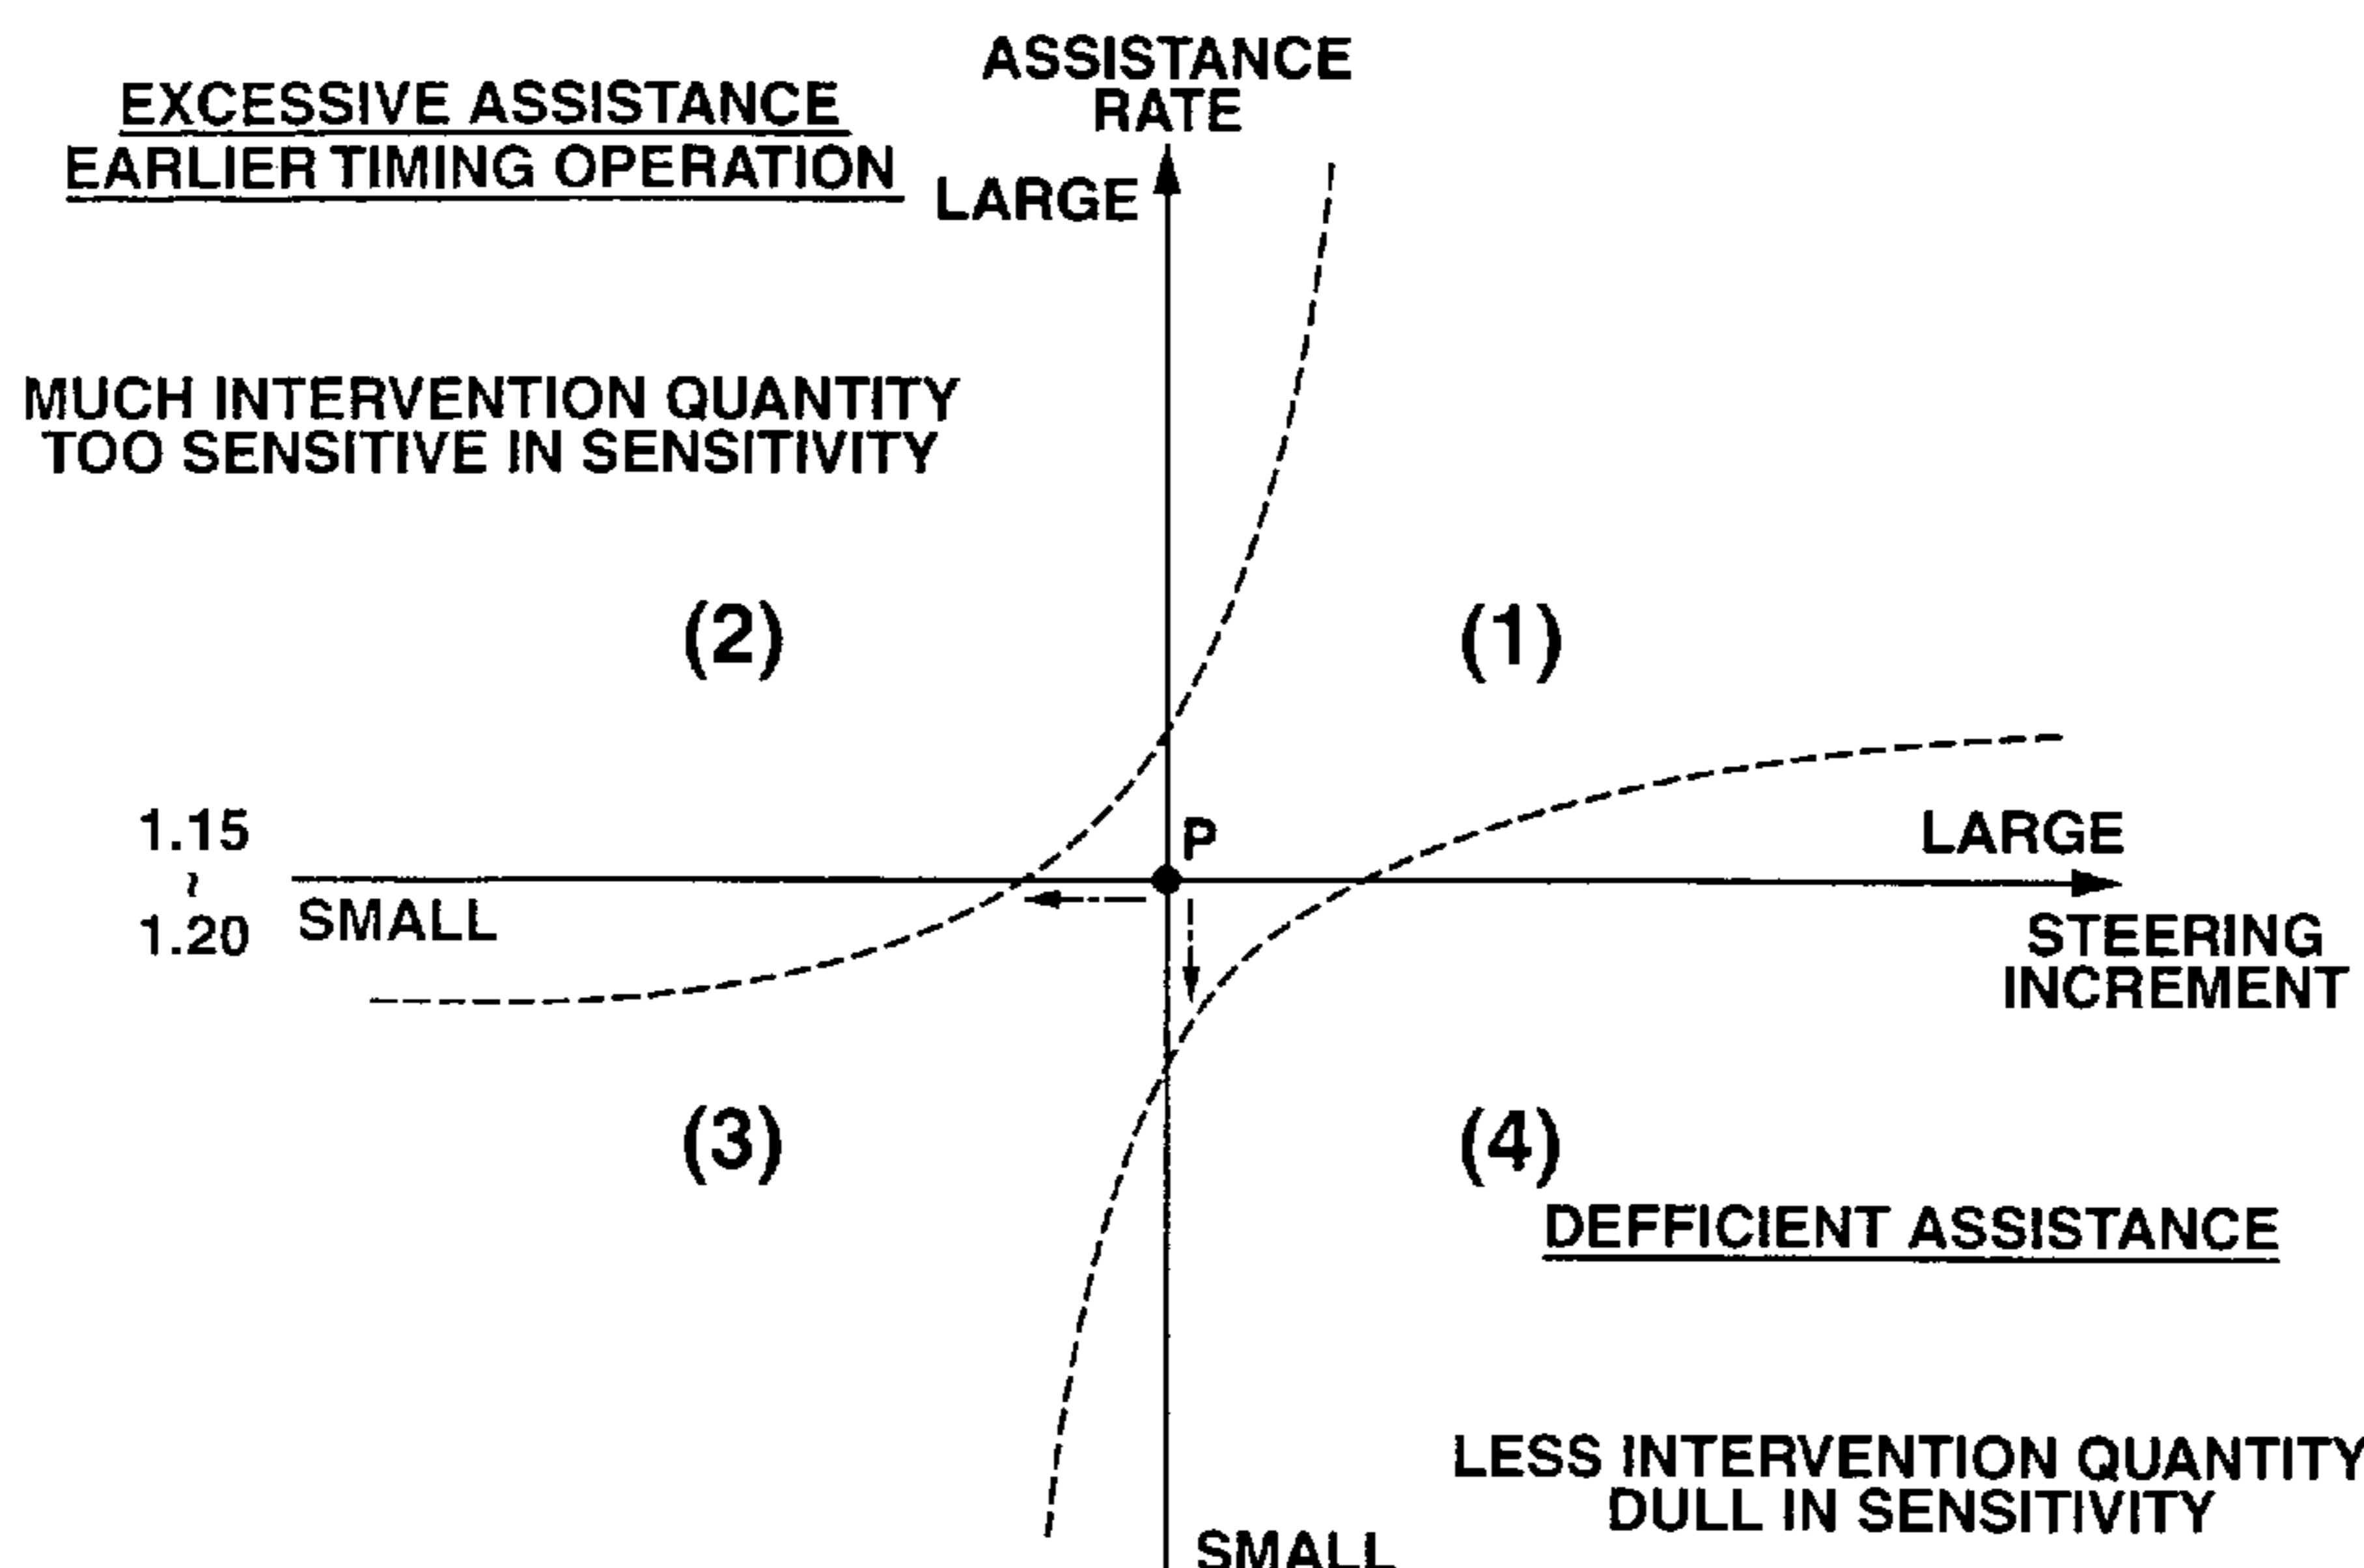 ASSISTANCE
RATE
EXCESSIVE ASSISTANCE
EARLIER TIMING OPERATION
LARGE
MUCH INTERVENTION QUANTITY
TOO SENSITIVE IN SENSITIVITY
(2)
(1)
1.15
~
1.20
P
LARGE
SMALL
STEERING
INCREMENT
(3)
(4)
DEFFICIENT ASSISTANCE
LESS INTERVENTION QUANTITY
DULL IN SENSITIVITY
SMALL